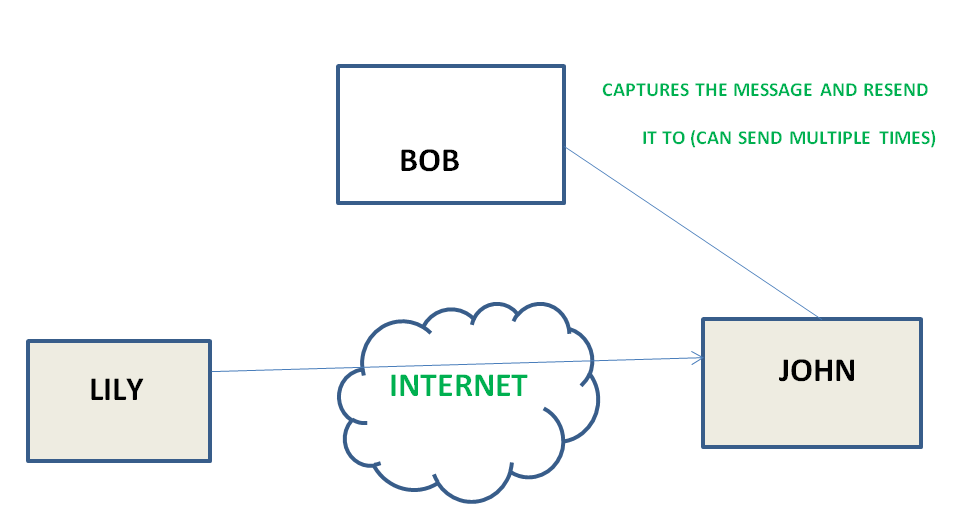 CAPTURES THE MESSAGE AND RESEND
IT TO (CAN SEND MULTIPLE TIMES)
BOB
INTERNET
LILY
JOHN